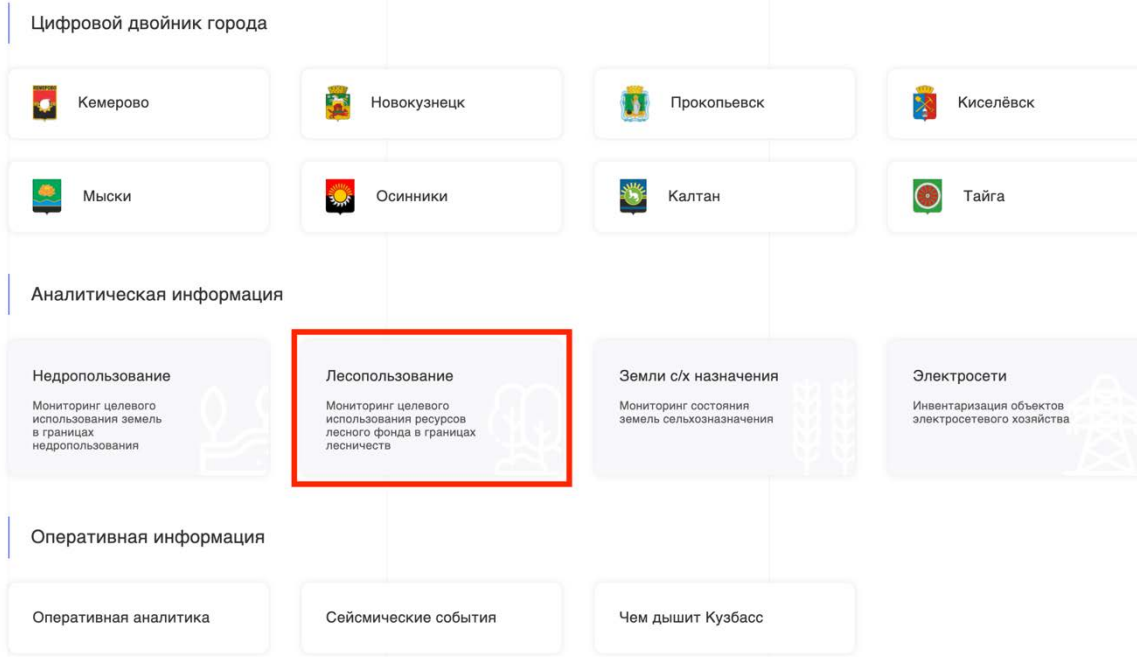 Цифровой двойник города
Кемерово
Новокузнецк
Прокопьевск
Киселёвск
Мыски
Осинники
Калтан
Тайга
Аналитическая информация
Недропользование
Мониторинг целевого
использования земель
в границах
недропользования
Лесопользование
Мониторинг целевого
использования ресурсов
лесного фонда в границах
лесничеств
Земли с/х назначения
Мониторинг состояния
земель сельхозназначения
Электросети
Инвентаризация объектов
электросетевого хозяйства
Оперативная информация
Оперативная аналитика
Сейсмические события
Чем дышит Кузбасс